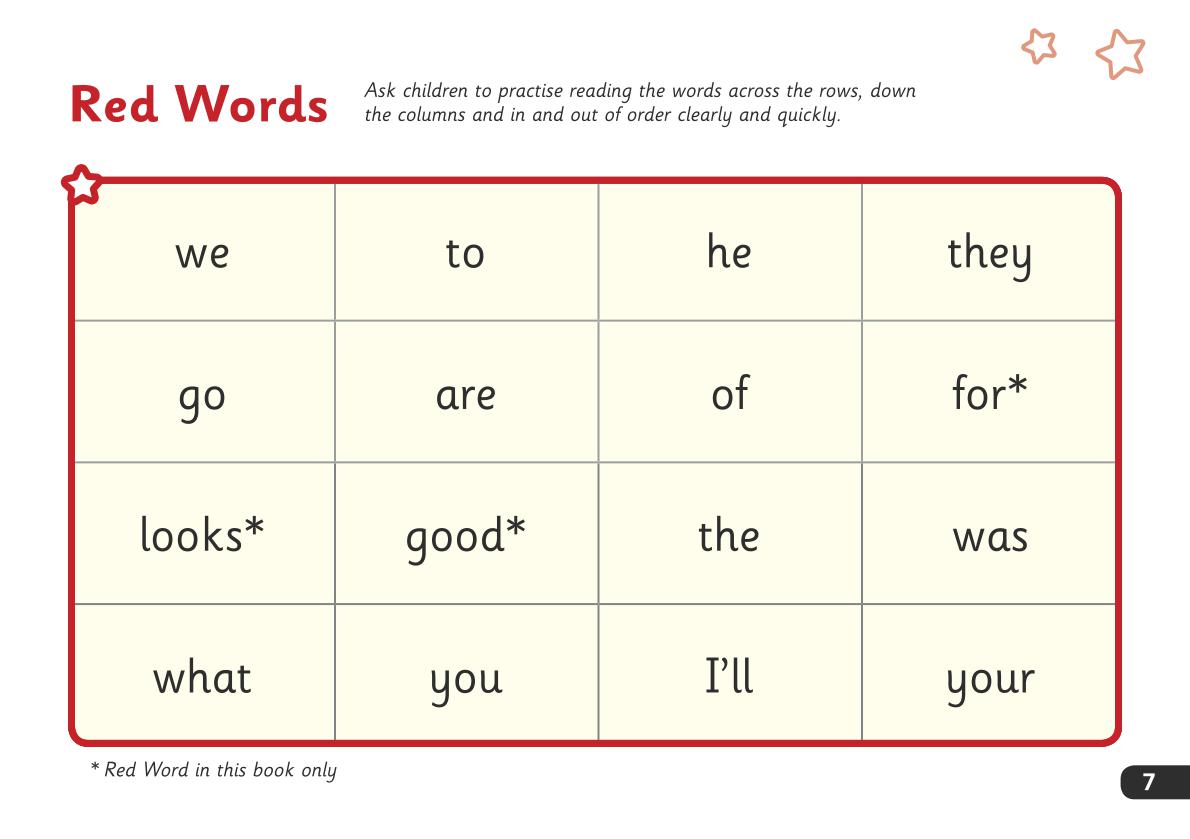 Red Words
Ask children to practise reading the words across the rows, down
the columns and in and out of order clearly and quickly.
we to he they
go are of for*
looks* good* the was
what you I’ll your
* Red Word in this book only
7